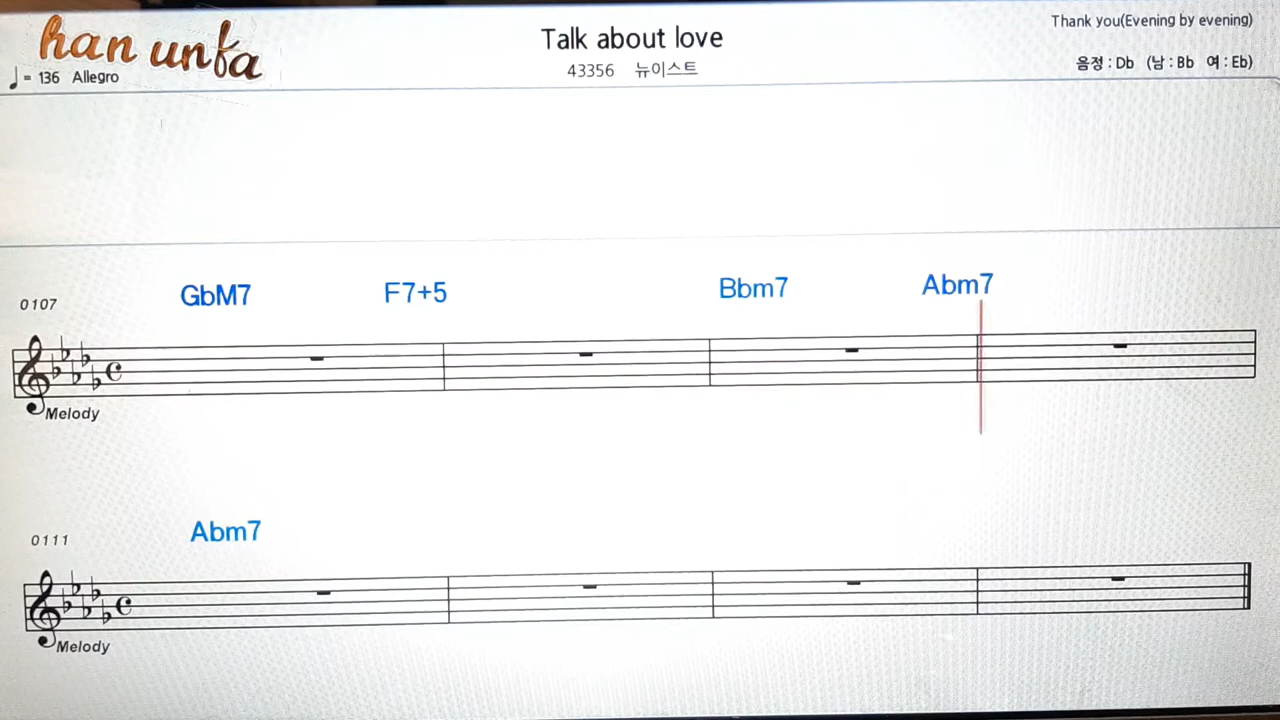 han unfa
Talk about love
Thank you(Evening by evening)
43356 뉴이스트
♩= 136 Allegro
음정 : Db (남 : Bb 여 : Eb)
0107
GbM7 F7+5 Bbm7 Abm7
Melody
0111
Abm7
Melody